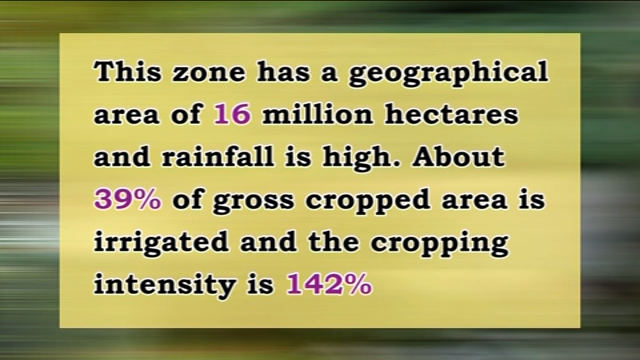 This zone has a geographical
area of 16 million hectares
and rainfall is high. About
39% of gross cropped area is
irrigated and the cropping
intensity is 142%